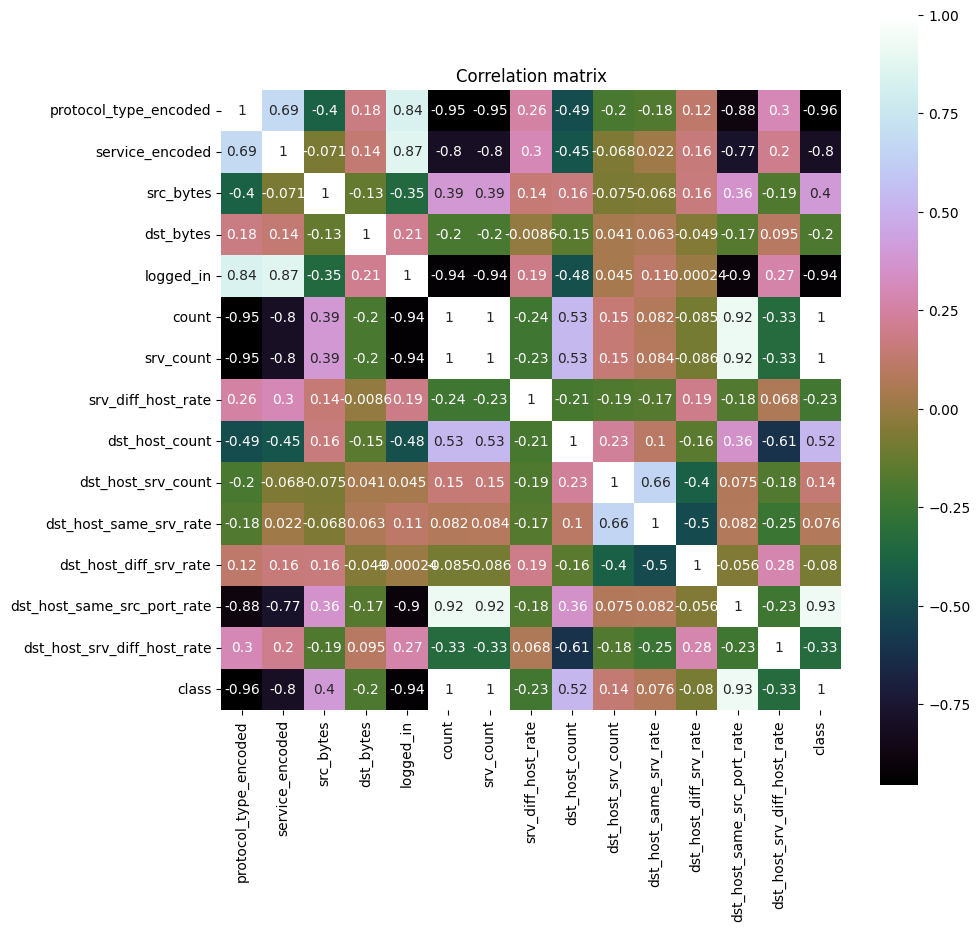 Correlation matrix
protocol_type_encoded 1 0.69 -0.4 0.18 0.84 -0.95 -0.95 0.26 -0.49 -0.2 -0.18 0.12 -0.88 0.3 -0.96
service_encoded 0.69 1 -0.071 0.14 0.87 -0.8 -0.8 0.3 -0.45 -0.068 0.022 0.16 -0.77 0.2 -0.8
src_bytes -0.4 -0.071 1 -0.13 -0.35 0.39 0.39 0.14 0.16 -0.075 -0.068 0.16 0.36 -0.19 0.4
dst_bytes 0.18 0.14 -0.13 1 0.21 -0.2 -0.2 -0.0086 -0.15 0.041 0.063 -0.049 -0.17 0.095 -0.2
logged_in 0.84 0.87 -0.35 0.21 1 -0.94 -0.94 0.19 -0.48 0.045 0.11 -0.00024 -0.9 0.27 -0.94
count -0.95 -0.8 0.39 -0.2 -0.94 1 1 -0.24 0.53 0.15 0.082 -0.085 0.92 -0.33 1
srv_count -0.95 -0.8 0.39 -0.2 -0.94 1 1 -0.23 0.53 0.15 0.084 -0.086 0.92 -0.33 1
srv_diff_host_rate 0.26 0.3 0.14 -0.0086 0.19 -0.24 -0.23 1 -0.21 -0.19 -0.17 0.19 -0.18 0.068 -0.23
dst_host_count -0.49 -0.45 0.16 -0.15 -0.48 0.53 0.53 -0.21 1 0.23 0.1 -0.16 0.36 -0.61 0.52
dst_host_srv_count -0.2 -0.068 -0.075 0.041 0.045 0.15 0.15 -0.19 0.23 1 0.66 -0.4 0.075 -0.18 0.14
dst_host_same_srv_rate -0.18 0.022 -0.068 0.063 0.11 0.082 0.084 -0.17 0.1 0.66 1 -0.5 0.082 -0.25 0.076
dst_host_diff_srv_rate 0.12 0.16 0.16 -0.049 -0.00024 -0.085 -0.086 0.19 -0.16 -0.4 -0.5 1 -0.056 0.28 -0.08
dst_host_same_src_port_rate -0.88 -0.77 0.36 -0.17 -0.9 0.92 0.92 -0.18 0.36 0.075 0.082 -0.056 1 -0.23 0.93
dst_host_srv_diff_host_rate 0.3 0.2 -0.19 0.095 0.27 -0.33 -0.33 0.068 -0.61 -0.18 -0.25 0.28 -0.23 1 -0.33
class -0.96 -0.8 0.4 -0.2 -0.94 1 1 -0.23 0.52 0.14 0.076 -0.08 0.93 -0.33 1
protocol_type_encoded
service_encoded
src_bytes
dst_bytes
logged_in
count
srv_count
srv_diff_host_rate
dst_host_count
dst_host_srv_count
dst_host_same_srv_rate
dst_host_diff_srv_rate
dst_host_same_src_port_rate
dst_host_srv_diff_host_rate
class
1.00
0.75
0.50
0.25
0.00
−0.25
−0.50
−0.75